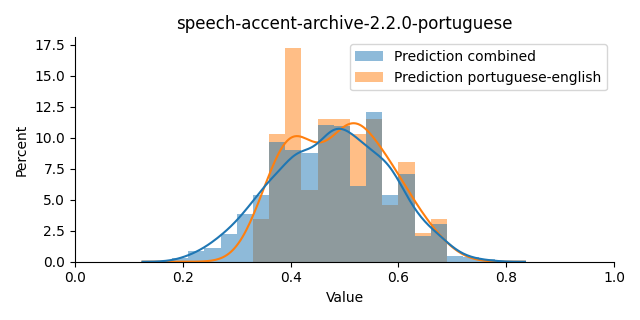 speech-accent-archive-2.2.0-portuguese
Prediction combined
Prediction portuguese-english
Percent
17.5
15.0
12.5
10.0
7.5
5.0
2.5
0.0
0.0
0.2
0.4
0.6
0.8
1.0
Value